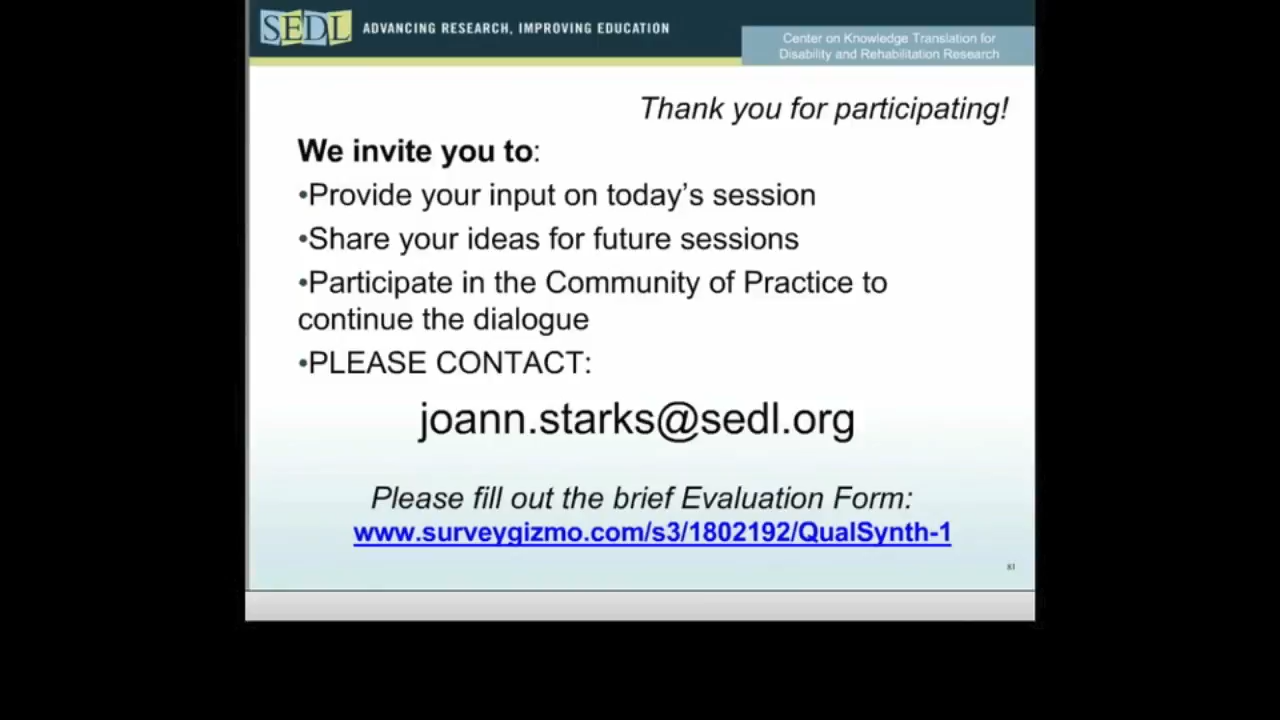 SEDL ADVANCING RESEARCH, IMPROVING EDUCATION
Center on Knowledge Translation for
Disability and Rehabilitation Research
Thank you for participating!
We invite you to:
•Provide your input on today’s session
•Share your ideas for future sessions
•Participate in the Community of Practice to
continue the dialogue
•PLEASE CONTACT:
joann.starks@sedl.org
Please fill out the brief Evaluation Form:
www.surveygizmo.com/s3/1802192/QualSynth-1